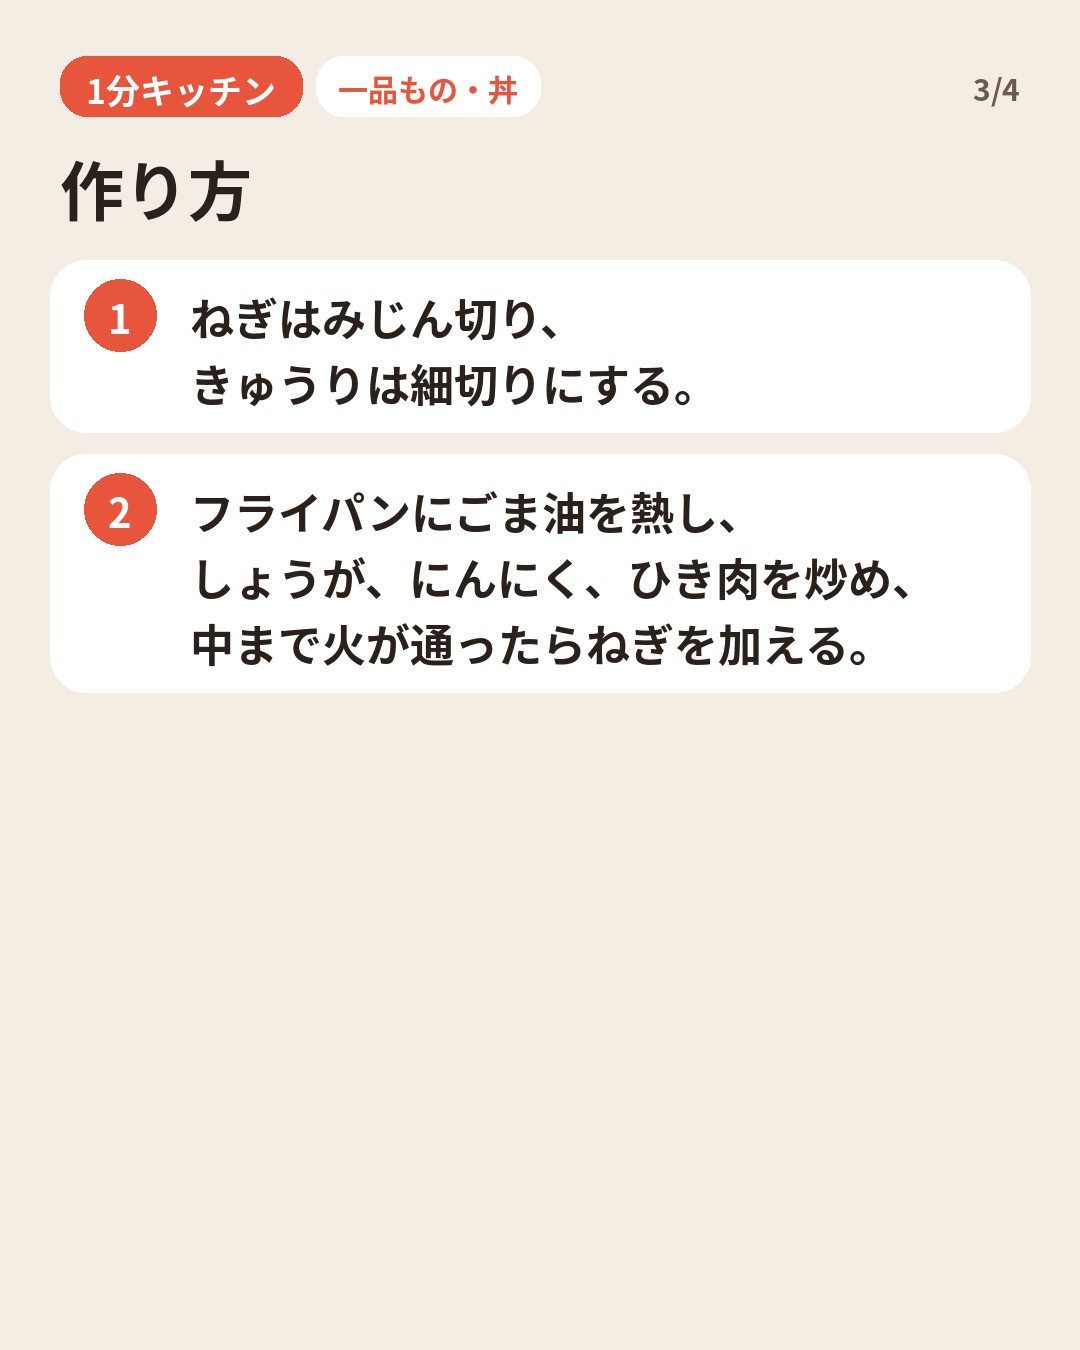 1分キッチン
一品もの・丼
3/4
作り方
1
ねぎはみじん切り、
きゅうりは細切りにする。
2
フライパンにごま油を熱し、
しょうが、にんにく、ひき肉を炒め、
中まで火が通ったらねぎを加える。